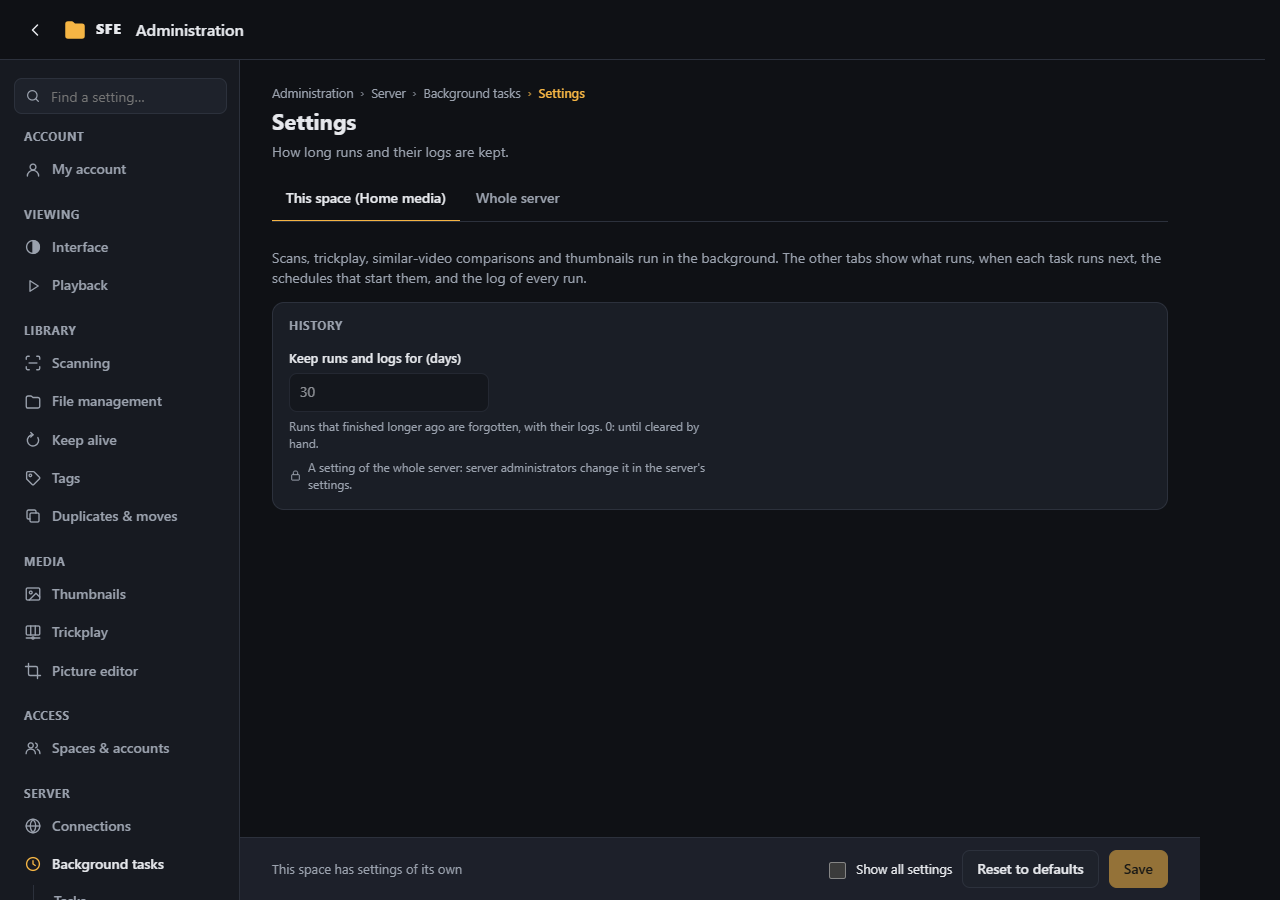 SFE Administration
Find a setting...
ACCOUNT
My account
VIEWING
Interface
Playback
LIBRARY
Scanning
File management
Keep alive
Tags
Duplicates & moves
MEDIA
Thumbnails
Trickplay
Picture editor
ACCESS
Spaces & accounts
SERVER
Connections
Background tasks
Tasks
Administration › Server › Background tasks › Settings
Settings
How long runs and their logs are kept.
This space (Home media) Whole server
Scans, trickplay, similar-video comparisons and thumbnails run in the background. The other tabs show what runs, when each task runs next, the
schedules that start them, and the log of every run.
HISTORY
Keep runs and logs for (days)
30
Runs that finished longer ago are forgotten, with their logs. 0: until cleared by
hand.
A setting of the whole server: server administrators change it in the server's
settings.
This space has settings of its own
Show all settings
Reset to defaults
Save